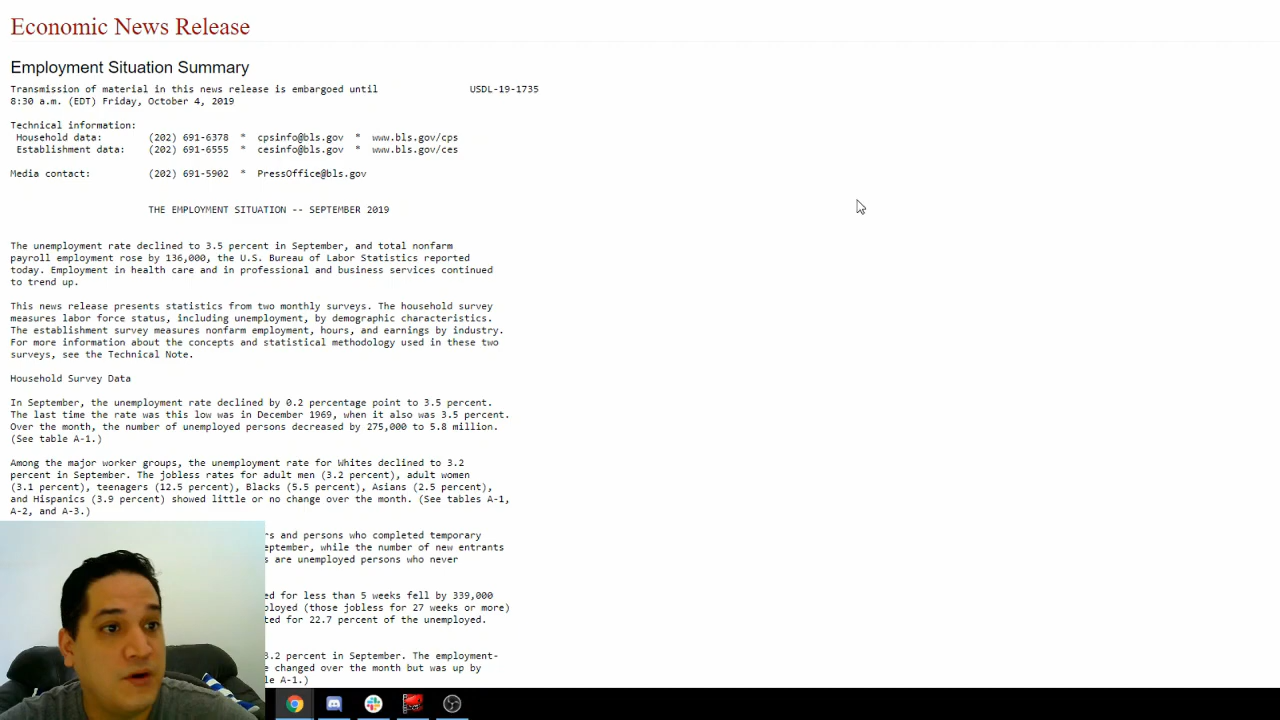 Economic News Release
Employment Situation Summary
Transmission of material in this news release is embargoed until USDL-19-1735
8:30 a.m. (EDT) Friday, October 4, 2019
Technical information:
Household data: (202) 691-6378 * cpsinfo@bls.gov * www.bls.gov/cps
Establishment data: (202) 691-6555 * cesinfo@bls.gov * www.bls.gov/ces
Media contact: (202) 691-5902 * PressOffice@bls.gov
THE EMPLOYMENT SITUATION -- SEPTEMBER 2019
The unemployment rate declined to 3.5 percent in September, and total nonfarm
payroll employment rose by 136,000, the U.S. Bureau of Labor Statistics reported
today. Employment in health care and in professional and business services continued
to trend up.
This news release presents statistics from two monthly surveys. The household survey
measures labor force status, including unemployment, by demographic characteristics.
The establishment survey measures nonfarm employment, hours, and earnings by industry.
For more information about the concepts and statistical methodology used in these two
surveys, see the Technical Note.
Household Survey Data
In September, the unemployment rate declined by 0.2 percentage point to 3.5 percent.
The last time the rate was this low was in December 1969, when it also was 3.5 percent.
Over the month, the number of unemployed persons decreased by 275,000 to 5.8 million.
(See table A-1.)
Among the major worker groups, the unemployment rate for Whites declined to 3.2
percent in September. The jobless rates for adult men (3.2 percent), adult women
(3.1 percent), teenagers (12.5 percent), Blacks (5.5 percent), Asians (2.5 percent),
and Hispanics (3.9 percent) showed little or no change over the month. (See tables A-1,
A-2, and A-3.)
rs and persons who completed temporary
eptember, while the number of new entrants
s are unemployed persons who never
ed for less than 5 weeks fell by 339,000
ployed (those jobless for 27 weeks or more)
ted for 22.7 percent of the unemployed.
3.2 percent in September. The employment-
e changed over the month but was up by
le A-1.)